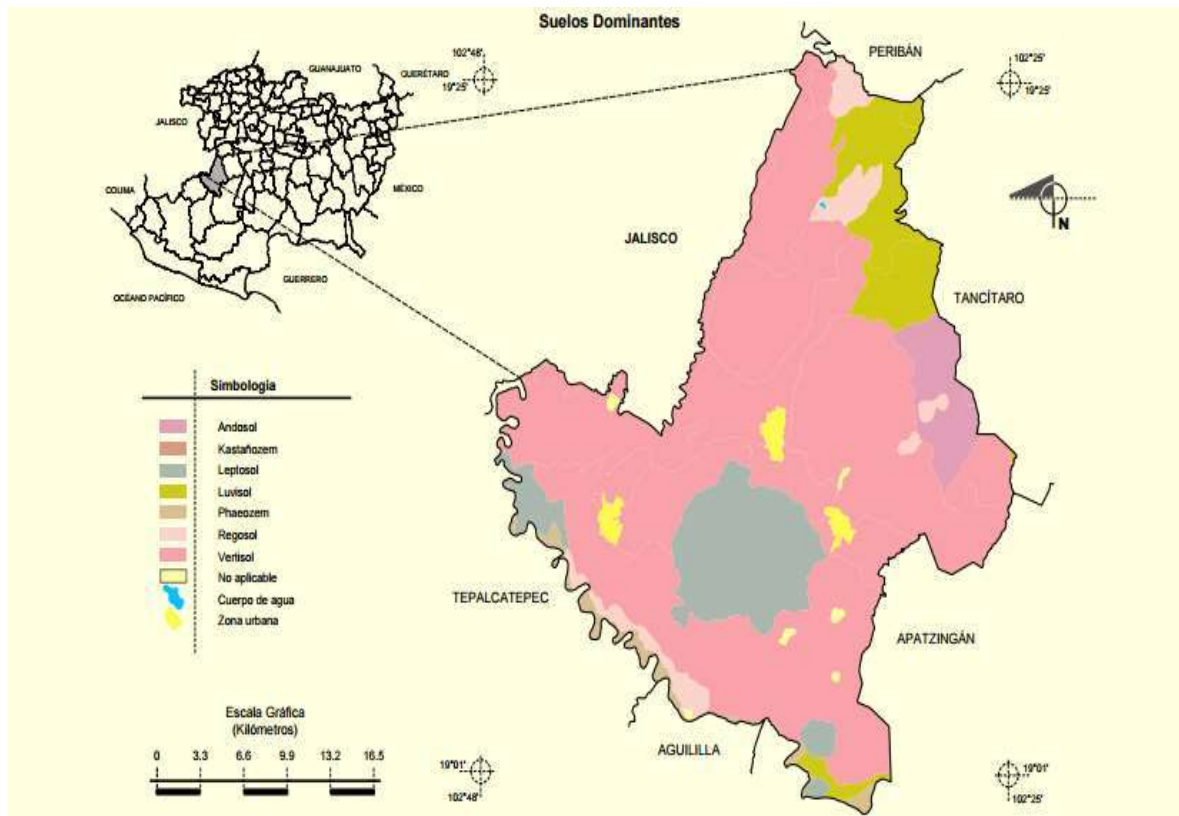 Suelos Dominantes
102°48'
19°25'
PERIBÁN
102°25'
19°25'
GUANAJUATO
QUERÉTARO
JALISCO
COLIMA
MÉXICO
GUERRERO
OCÉANO PACÍFICO
JALISCO
N
TANCÍTARO
Simbología
Andosol
Kastañozem
Leptosol
Luvisol
Phaeozem
Regosol
Vertisol
No aplicable
Cuerpo de agua
Zona urbana
TEPALCATEPEC
APATZINGÁN
AGUILILLA
Escala Gráfica
(Kilómetros)
0 3.3 6.6 9.9 13.2 16.5
19°01'
102°48'
19°01'
102°25'